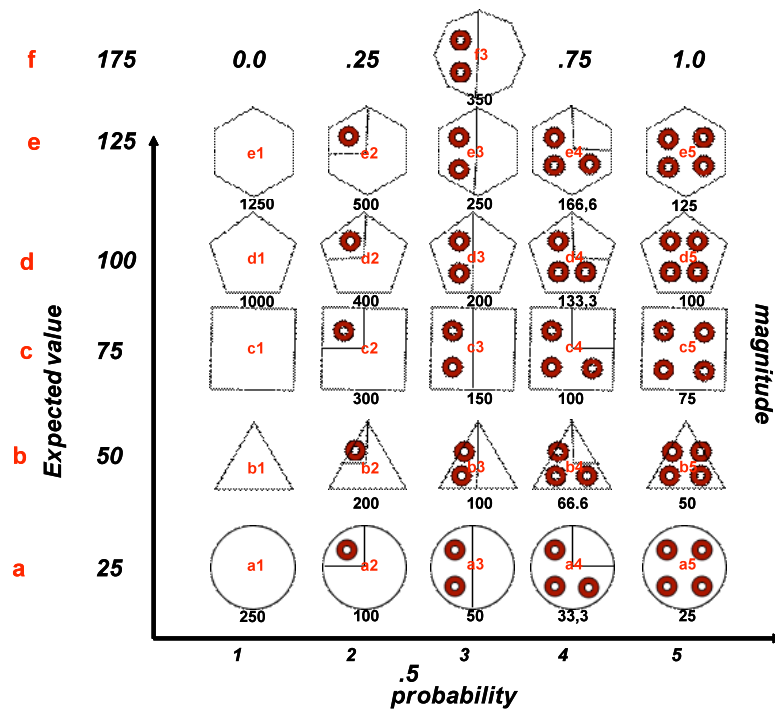 f 175 0.0 .25 f3 .75 1.0
350
e 125 e1 e2 e3 e4 e5
1250 500 250 166,6 125
d 100 d1 d2 d3 d4 d5
1000 400 200 133.3 100
c 75 c1 c2 c3 c4 c5
300 150 100 75
b 50 b1 b2 b3 b4 b5
200 100 66.6 50
a 25 a1 a2 a3 a4 a5
250 100 50 33,3 25
Expected value
magnitude
1 2 3 4 5
.5
probability